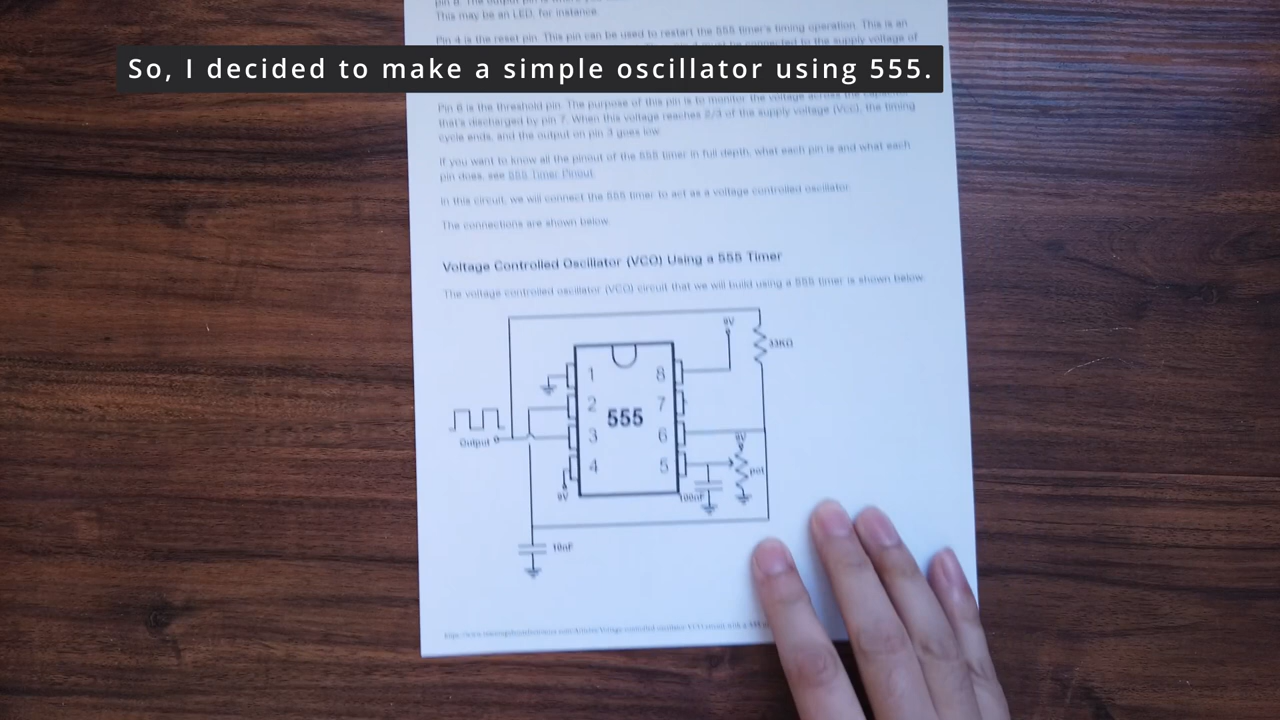 This may be an LED, for instance.
Pin 4 is the reset pin. This pin can be used to restart the 555 timer's timing operation. This is an
So, I decided to make a simple oscillator using 555.
Pin 6 is the threshold pin. The purpose of this pin is to monitor the voltage across the
that's discharged by pin 7. When this voltage reaches 2/3 of the supply voltage (Vcc), the timing
cycle ends, and the output on pin 3 goes low.
If you want to know all the pinout of the 555 timer in full depth, what each pin is and what each
pin does, see 555 Timer Pinout.
In this circuit, we will connect the 555 timer to act as a voltage controlled oscillator.
The connections are shown below.
Voltage Controlled Oscillator (VCO) Using a 555 Timer
The voltage controlled oscillator (VCO) circuit that we will build using a 555 timer is shown below.
9V
33KΩ
1 8
2 7
555
Output
3 6
9V
4 5
pot
9V
100nF
10nF